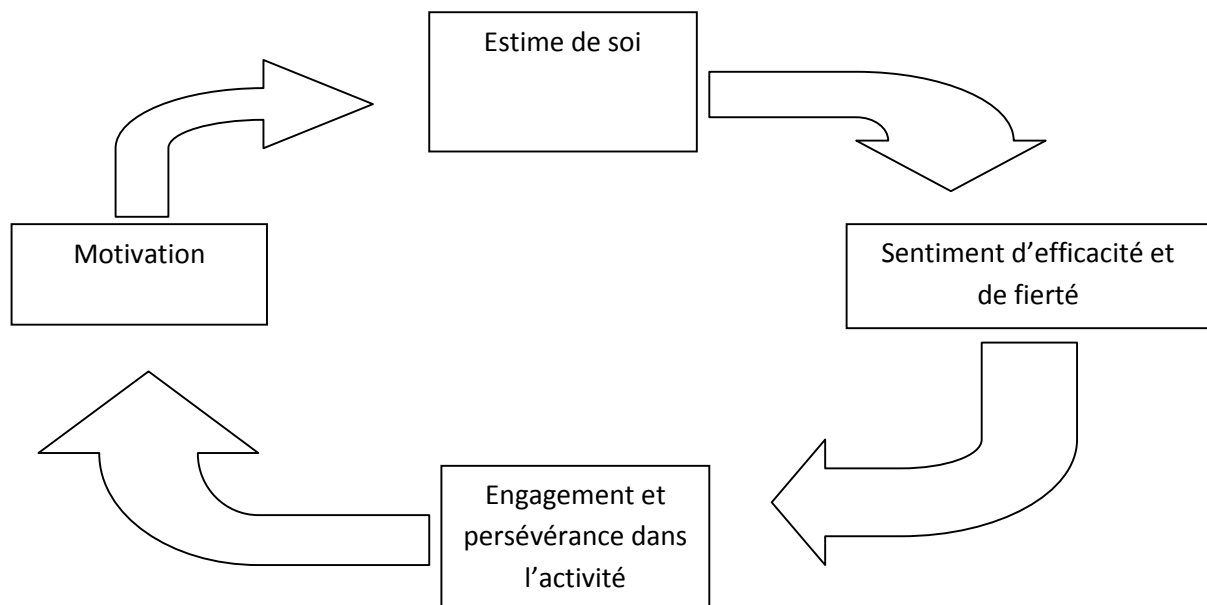 Estime de soi
Motivation
Sentiment d’efficacité et
de fierté
Engagement et
persévérance dans
l’activité